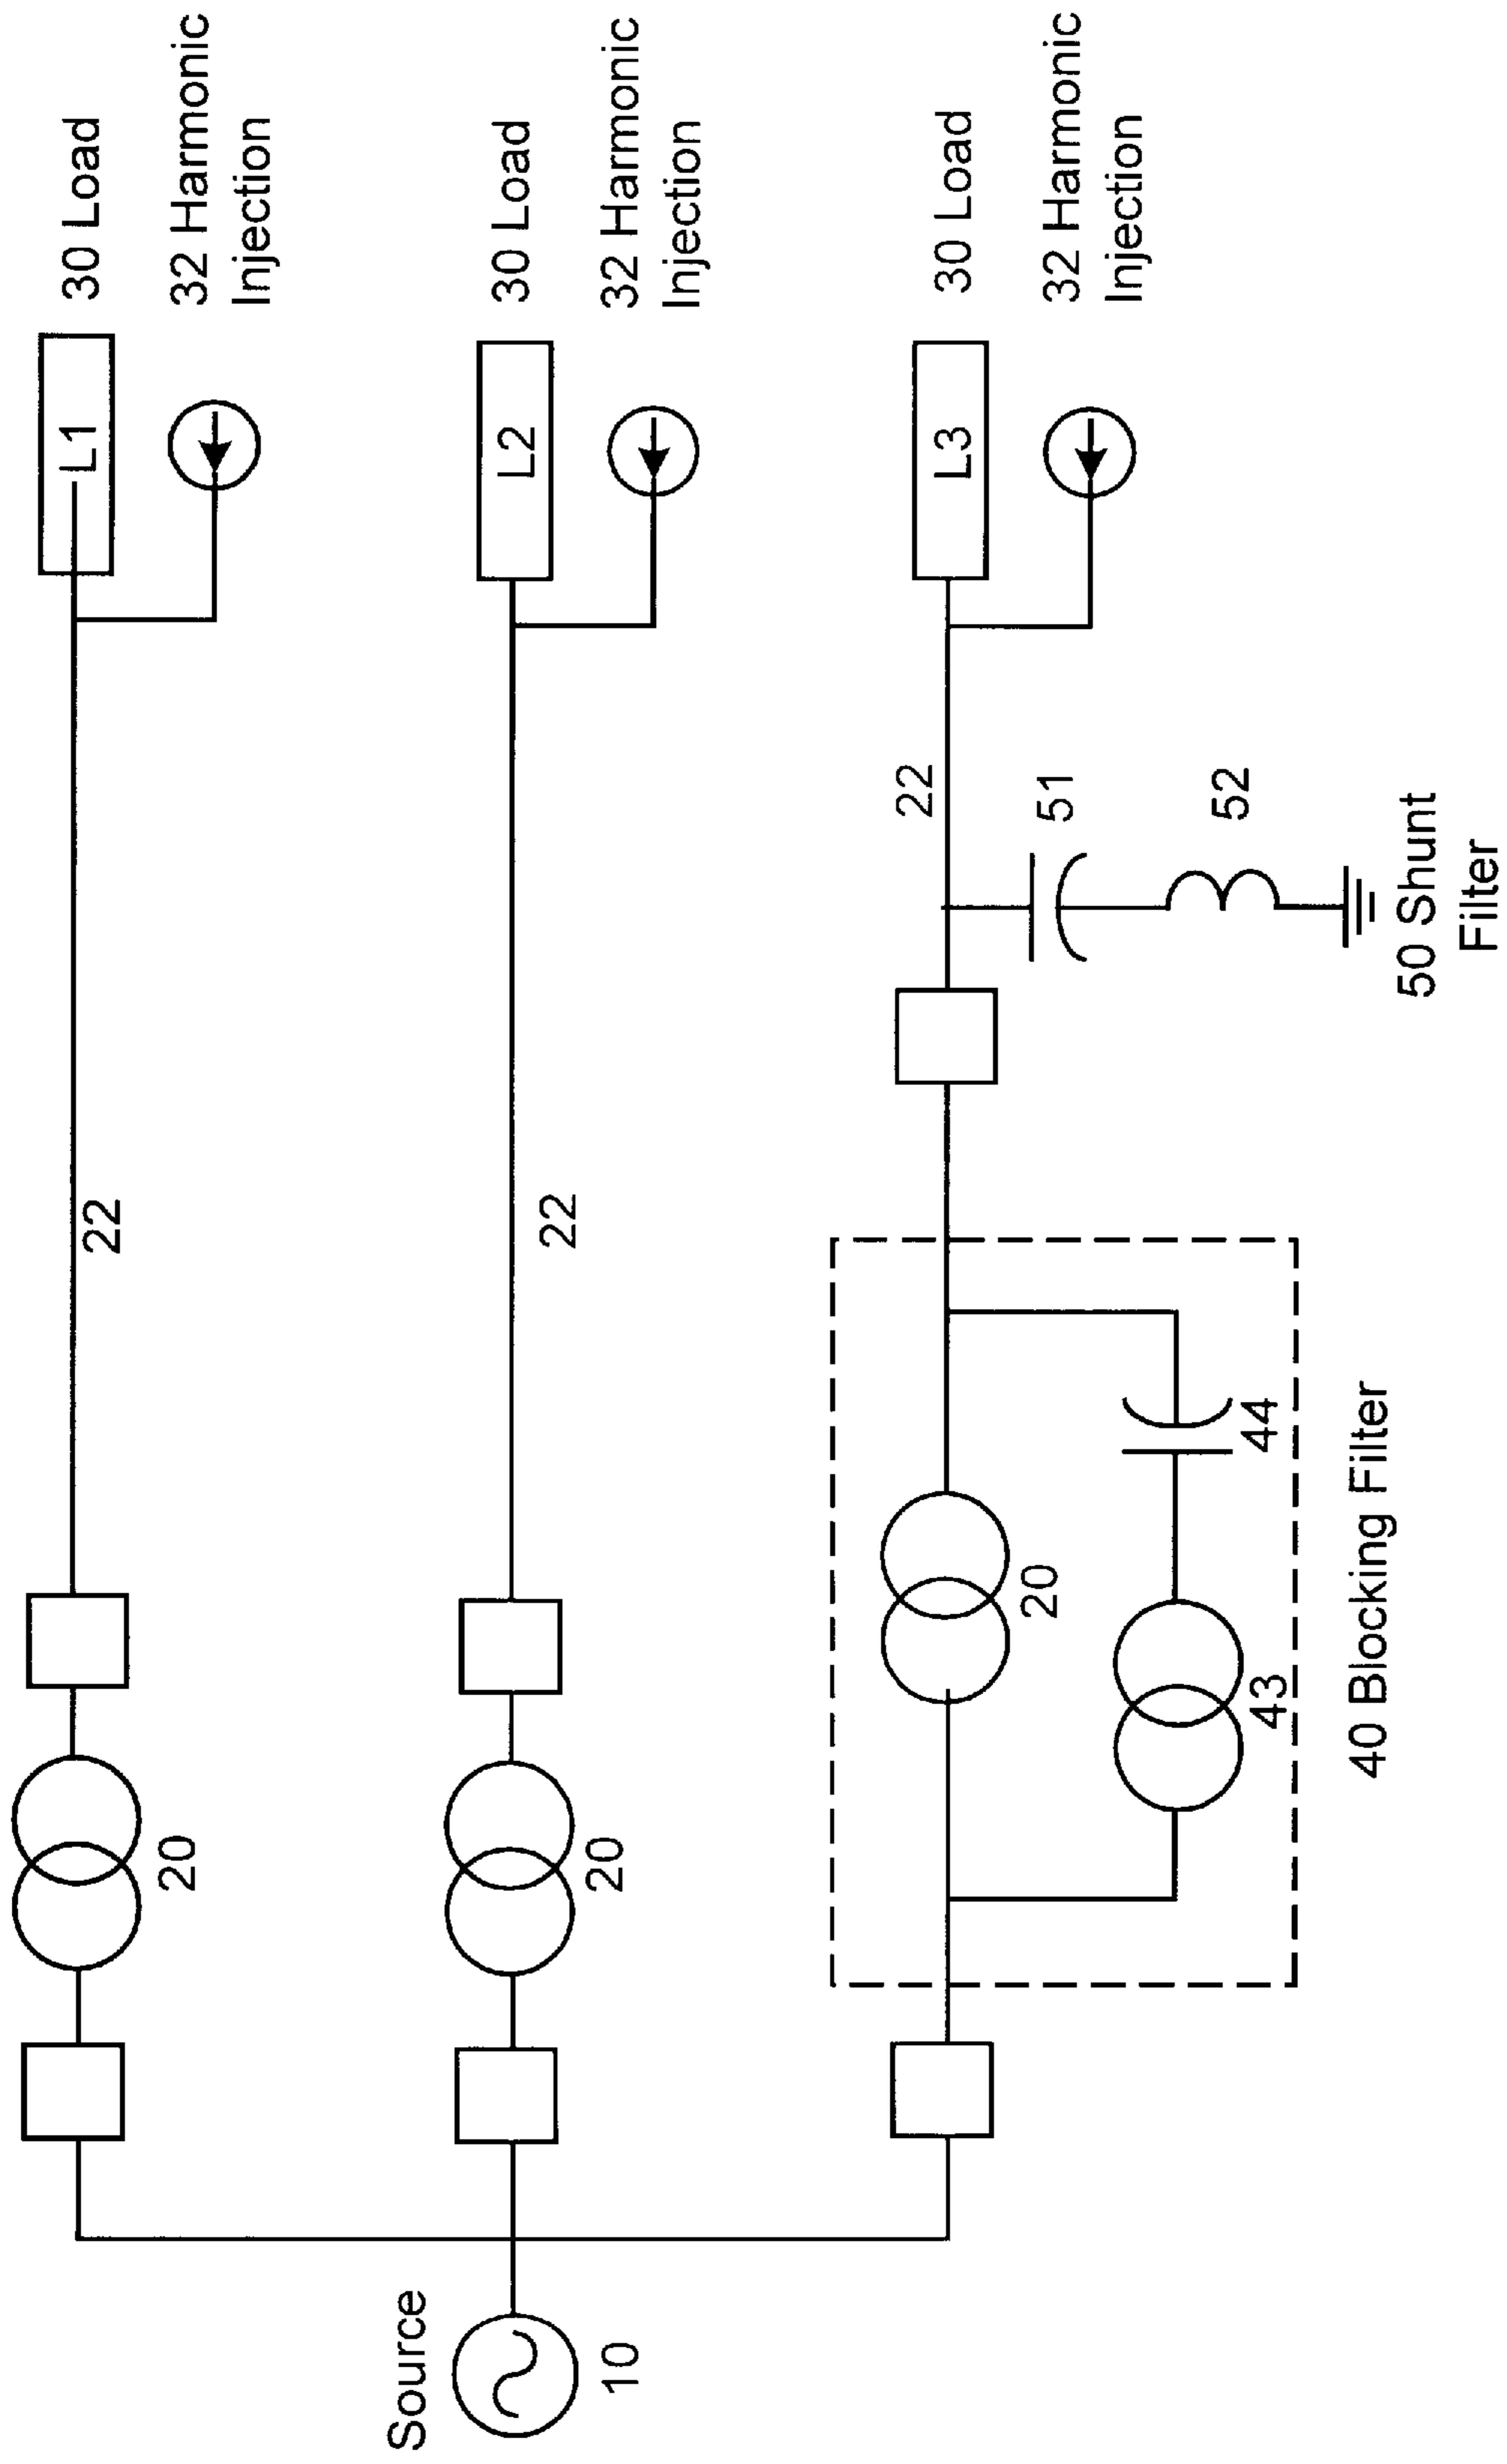 L1
30 Load
32 Harmonic
Injection
22
20
L2
30 Load
32 Harmonic
Injection
22
20
Source
10
L3
30 Load
32 Harmonic
Injection
22
51
52
50 Shunt
Filter
20
44
43
40 Blocking Filter